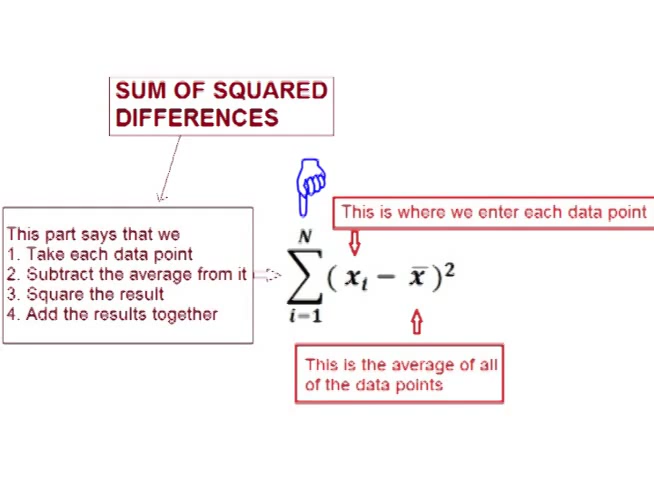 SUM OF SQUARED
DIFFERENCES
This is where we enter each data point
This part says that we
1. Take each data point
2. Subtract the average from it
3. Square the result
4. Add the results together
N
∑( xᵢ − x̅ )²
i=1
This is the average of all
of the data points